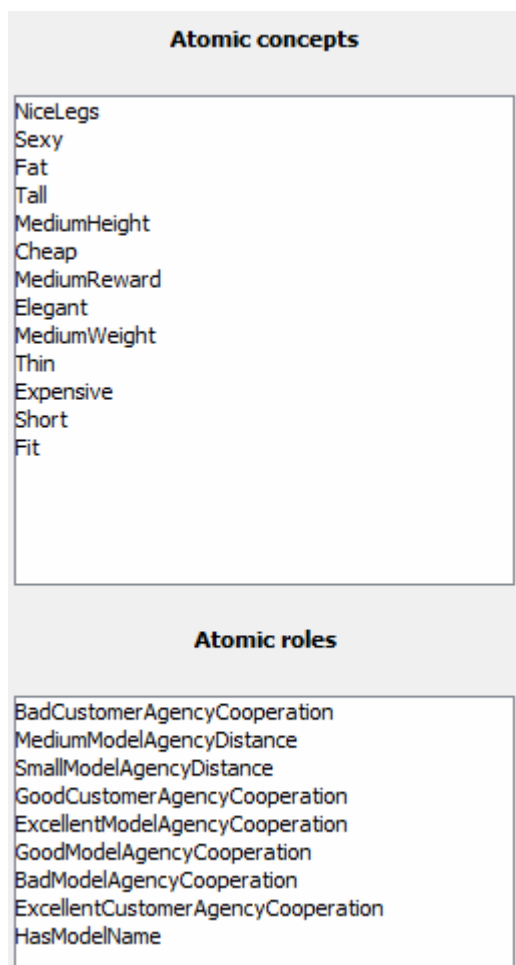 Atomic concepts
NiceLegs
Sexy
Fat
Tall
MediumHeight
Cheap
MediumReward
Elegant
MediumWeight
Thin
Expensive
Short
Fit
Atomic roles
BadCustomerAgencyCooperation
MediumModelAgencyDistance
SmallModelAgencyDistance
GoodCustomerAgencyCooperation
ExcellentModelAgencyCooperation
GoodModelAgencyCooperation
BadModelAgencyCooperation
ExcellentCustomerAgencyCooperation
HasModelName